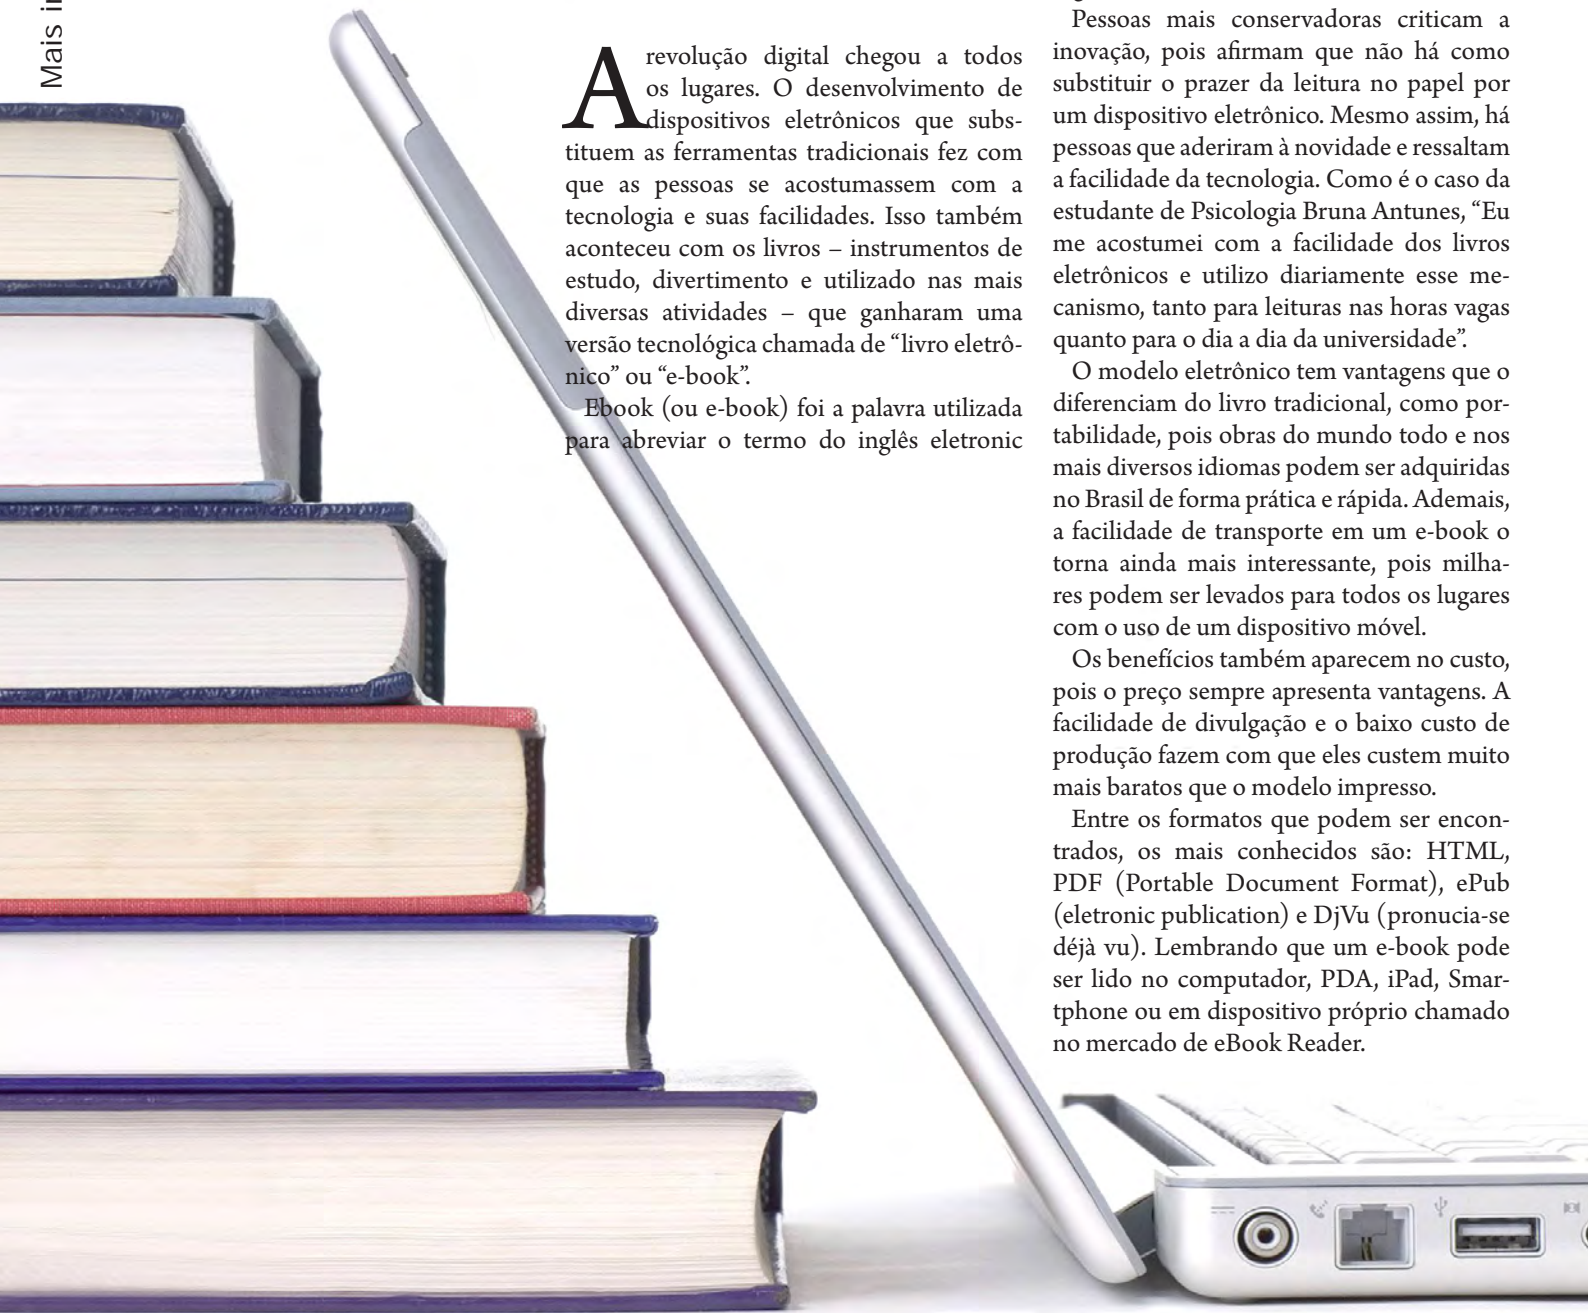 Mais
A revolução digital chegou a todos
os lugares. O desenvolvimento de
dispositivos eletrônicos que subs-
tituem as ferramentas tradicionais fez com
que as pessoas se acostumassem com a
tecnologia e suas facilidades. Isso também
aconteceu com os livros – instrumentos de
estudo, divertimento e utilizado nas mais
diversas atividades – que ganharam uma
versão tecnológica chamada de “livro eletrô-
nico” ou “e-book”.
Ebook (ou e-book) foi a palavra utilizada
para abreviar o termo do inglês eletronic
Pessoas mais conservadoras criticam a
inovação, pois afirmam que não há como
substituir o prazer da leitura no papel por
um dispositivo eletrônico. Mesmo assim, há
pessoas que aderiram à novidade e ressaltam
a facilidade da tecnologia. Como é o caso da
estudante de Psicologia Bruna Antunes, “Eu
me acostumei com a facilidade dos livros
eletrônicos e utilizo diariamente esse me-
canismo, tanto para leituras nas horas vagas
quanto para o dia a dia da universidade”.
O modelo eletrônico tem vantagens que o
diferenciam do livro tradicional, como por-
tabilidade, pois obras do mundo todo e nos
mais diversos idiomas podem ser adquiridas
no Brasil de forma prática e rápida. Ademais,
a facilidade de transporte em um e-book o
torna ainda mais interessante, pois milha-
res podem ser levados para todos os lugares
com o uso de um dispositivo móvel.
Os benefícios também aparecem no custo,
pois o preço sempre apresenta vantagens. A
facilidade de divulgação e o baixo custo de
produção fazem com que eles custem muito
mais baratos que o modelo impresso.
Entre os formatos que podem ser encon-
trados, os mais conhecidos são: HTML,
PDF (Portable Document Format), ePub
(eletronic publication) e DjVu (pronucia-se
déjà vu). Lembrando que um e-book pode
ser lido no computador, PDA, iPad, Smar-
tphone ou em dispositivo próprio chamado
no mercado de eBook Reader.